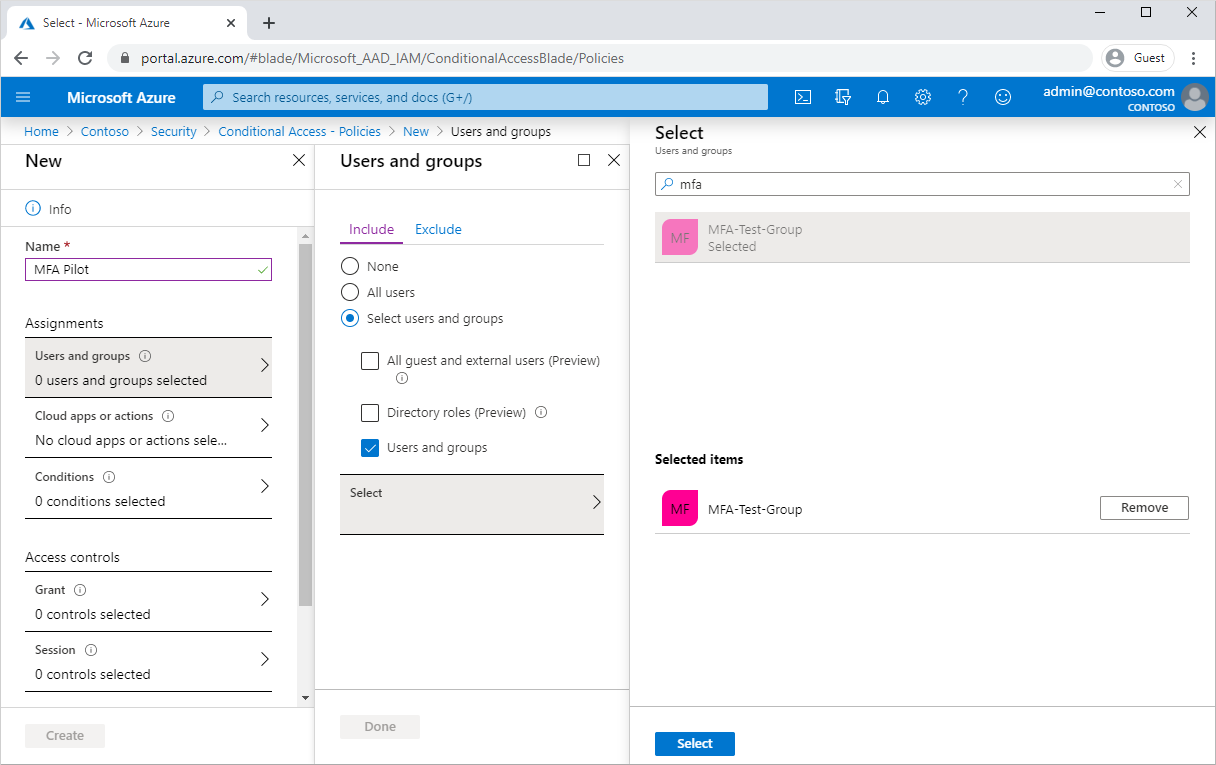 Select - Microsoft Azure
portal.azure.com/#blade/Microsoft_AAD_IAM/ConditionalAccessBlade/Policies
Guest
Microsoft Azure
Search resources, services, and docs (G+/)
admin@contoso.com
CONTOSO
Home > Contoso > Security > Conditional Access - Policies > New > Users and groups
New
Info
Name *
MFA Pilot
Assignments
Users and groups
0 users and groups selected
Cloud apps or actions
No cloud apps or actions sele...
Conditions
0 conditions selected
Access controls
Grant
0 controls selected
Session
0 controls selected
Create
Users and groups
Include Exclude
None
All users
Select users and groups
All guest and external users (Preview)
Directory roles (Preview)
Users and groups
Select
Done
Select
Users and groups
mfa
MF
MFA-Test-Group
Selected
Selected items
MF
MFA-Test-Group
Remove
Select